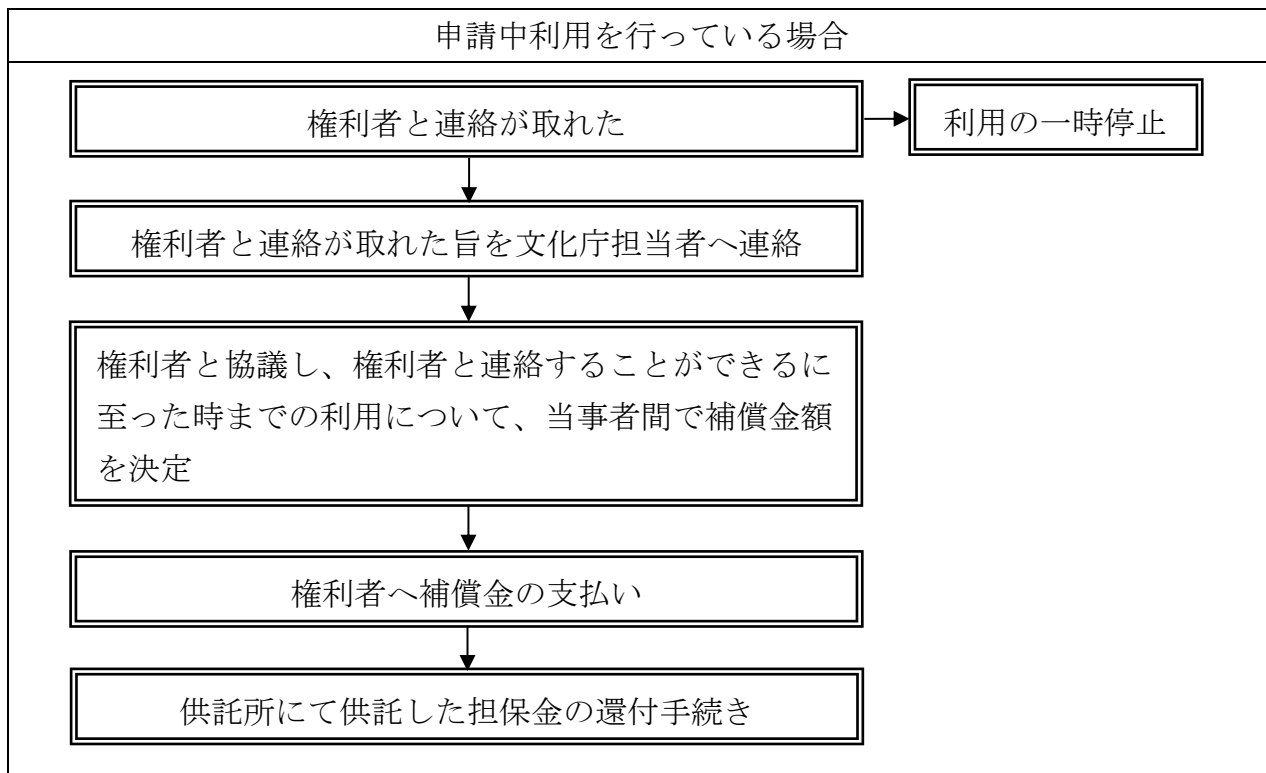 申請中利用を行っている場合
権利者と連絡が取れた
利用の一時停止
権利者と連絡が取れた旨を文化庁担当者へ連絡
権利者と協議し、権利者と連絡することができるに
至った時までの利用について、当事者間で補償金額
を決定
権利者へ補償金の支払い
供託所にて供託した担保金の還付手続き